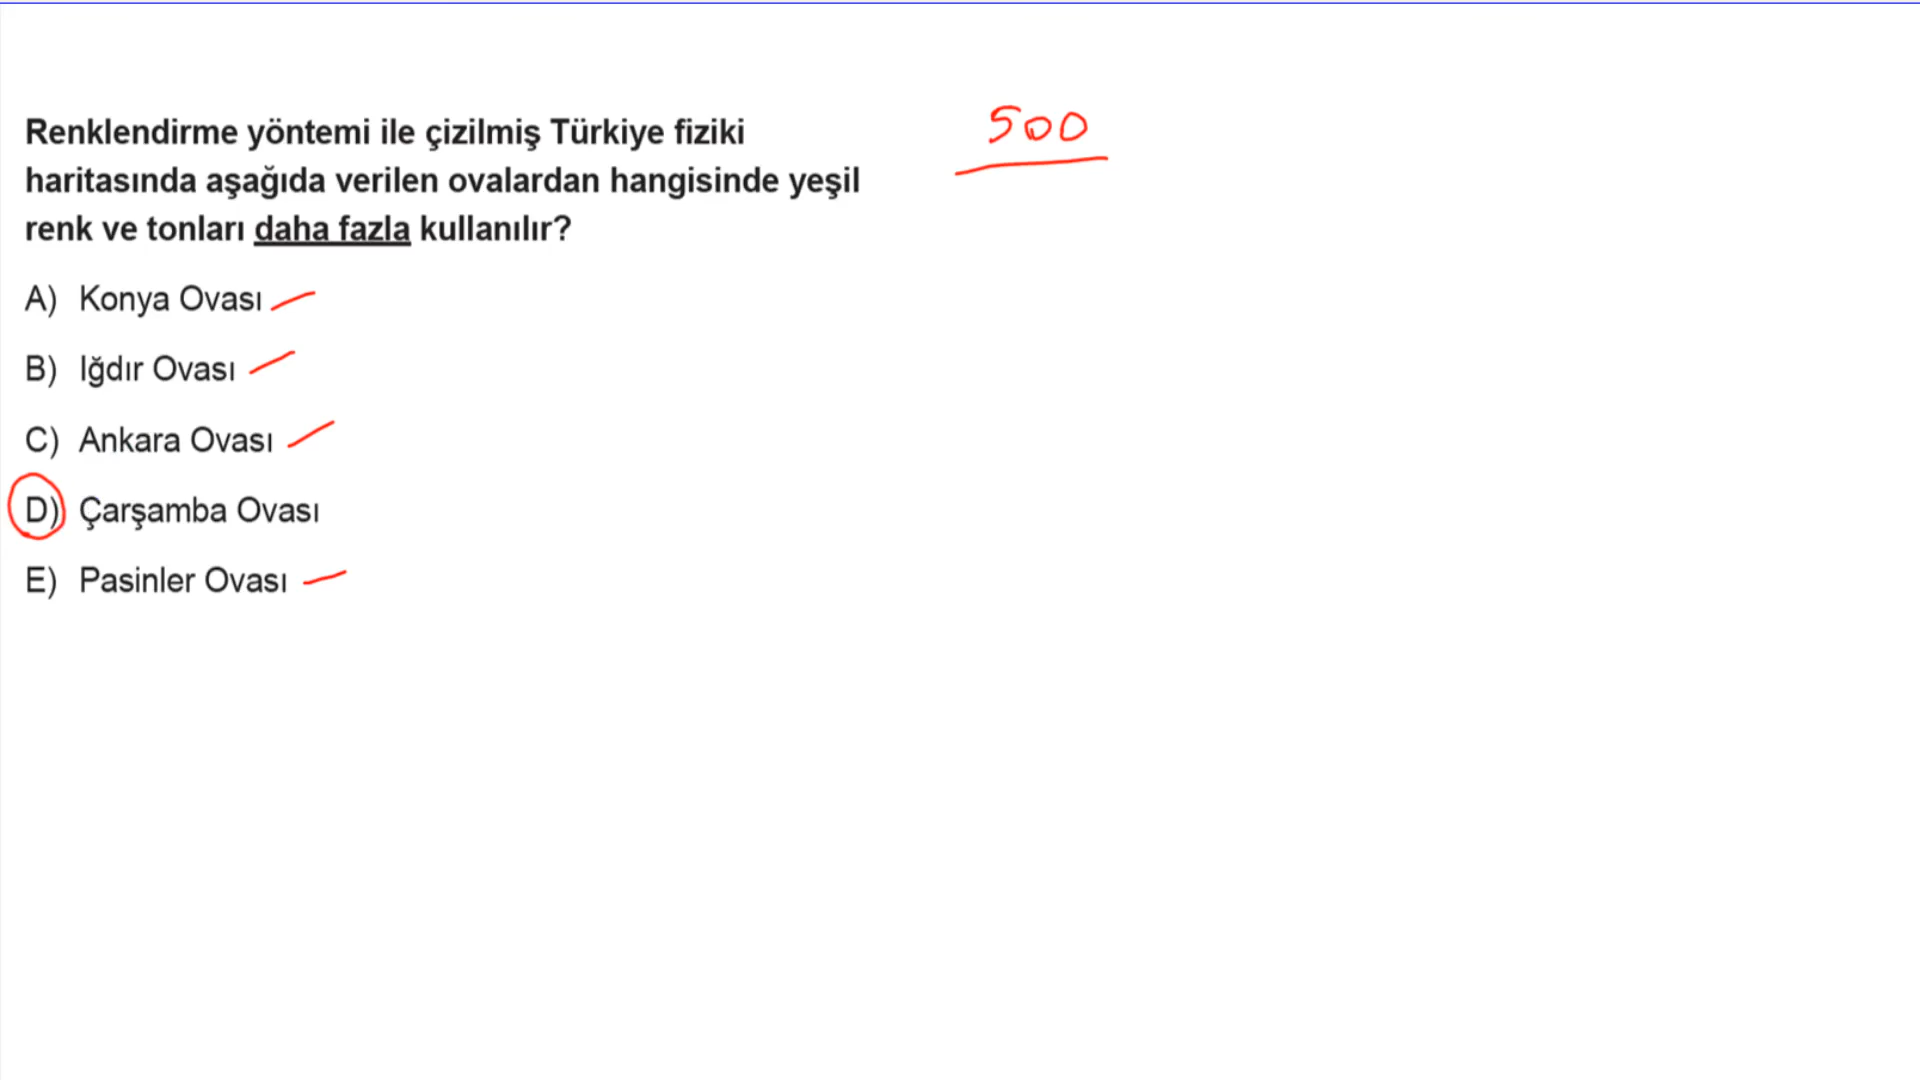 Renklendirme yöntemi ile çizilmiş Türkiye fiziki
haritasında aşağıda verilen ovalardan hangisinde yeşil
renk ve tonları daha fazla kullanılır?
500
A) Konya Ovası
B) Iğdır Ovası
C) Ankara Ovası
D) Çarşamba Ovası
E) Pasinler Ovası